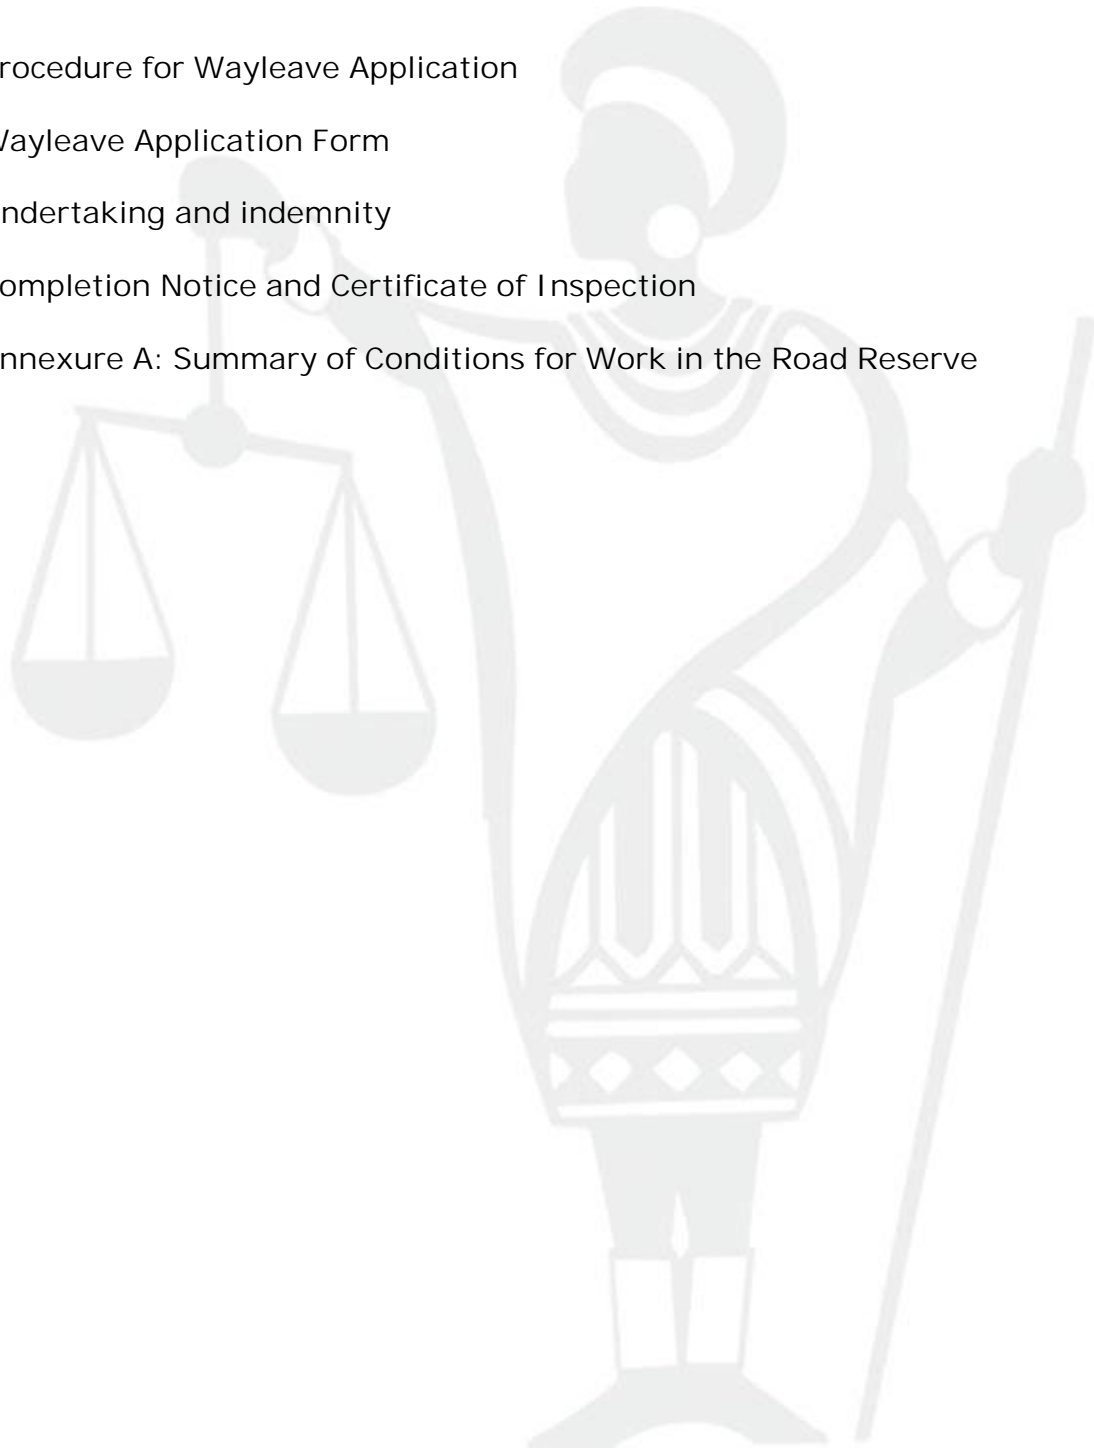 rocedure for Wayleave Application
Wayleave Application Form
ndertaking and indemnity
ompletion Notice and Certificate of Inspection
nnexure A: Summary of Conditions for Work in the Road Reserve